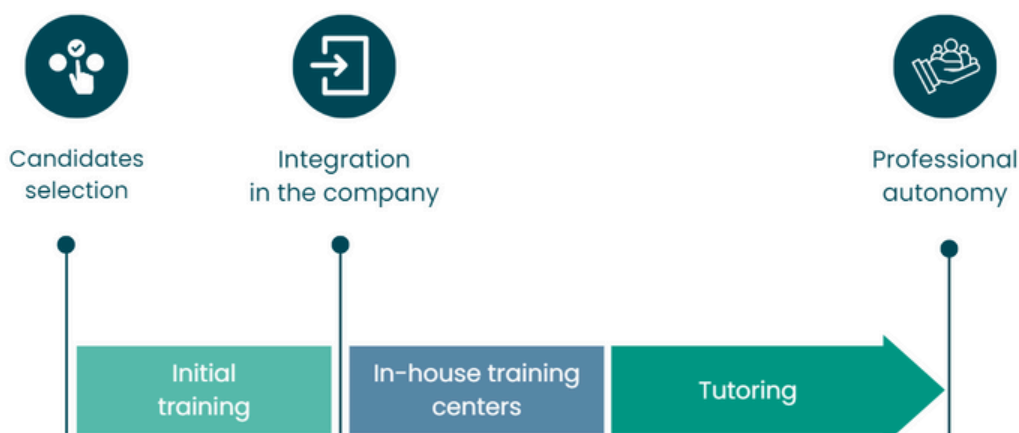 Candidates
selection
Integration
in the company
Professional
autonomy
Initial
training
In-house training
centers
Tutoring